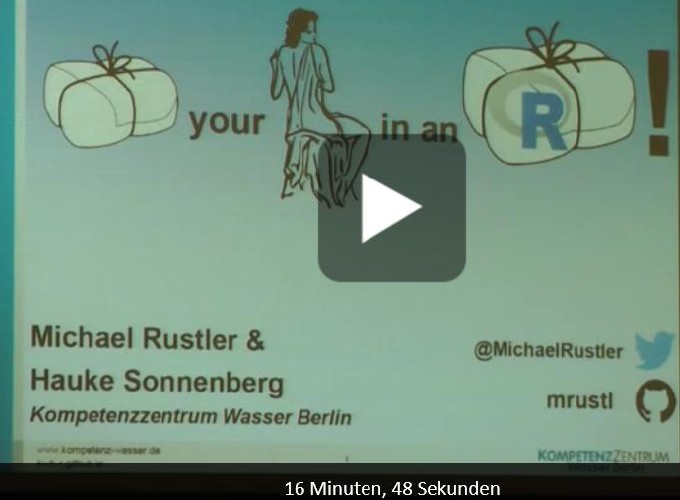 your in an R !
Michael Rustler &
Hauke Sonnenberg
Kompetenzzentrum Wasser Berlin
@MichaelRustler
mrustl
www.kompetenz-wasser.de
KOMPETENZZENTRUM
Wasser Berlin
16 Minuten, 48 Sekunden